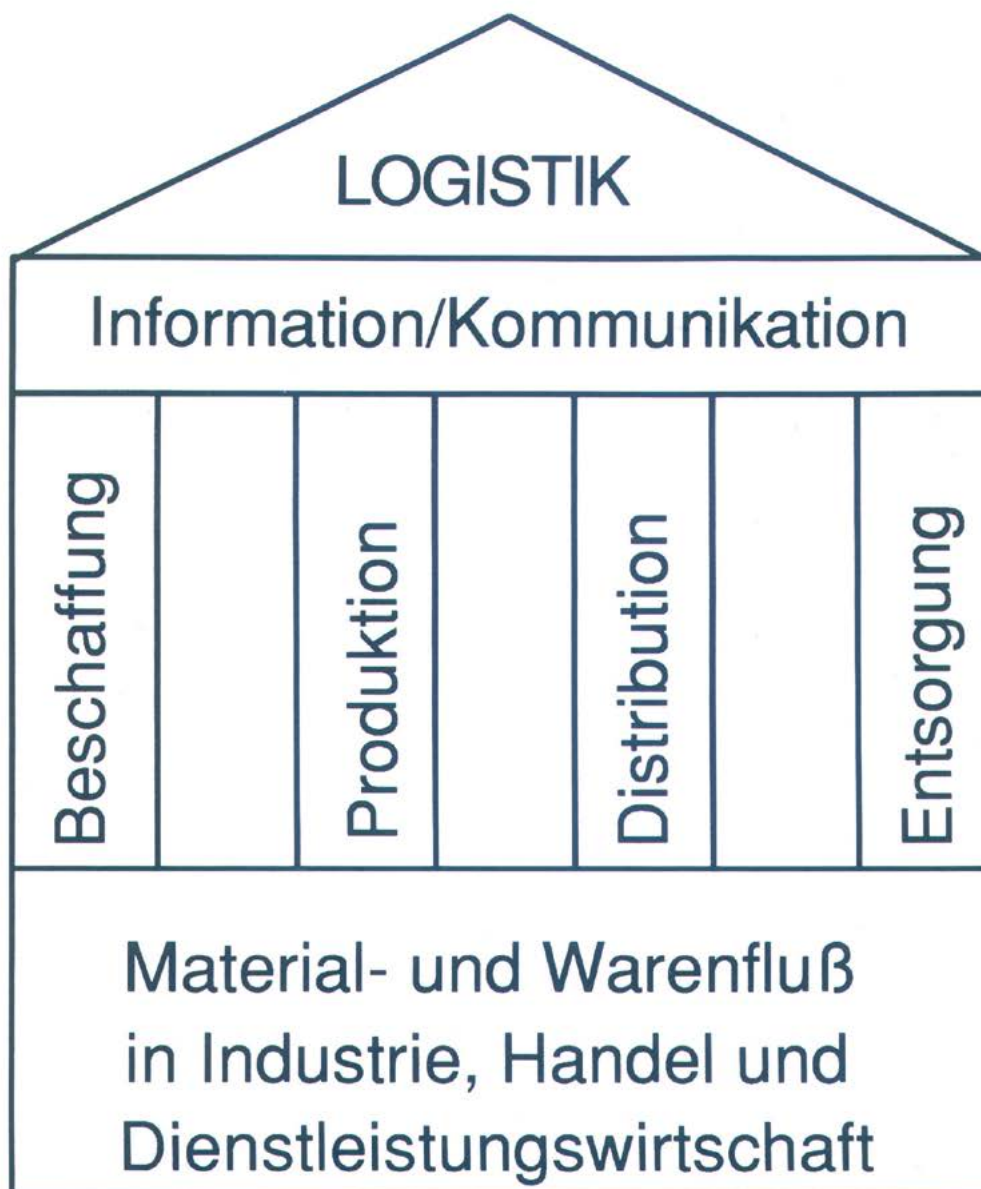 LOGISTIK
Information/Kommunikation
Beschaffung
Produktion
Distribution
Entsorgung
Material- und Warenfluß
in Industrie, Handel und
Dienstleistungswirtschaft